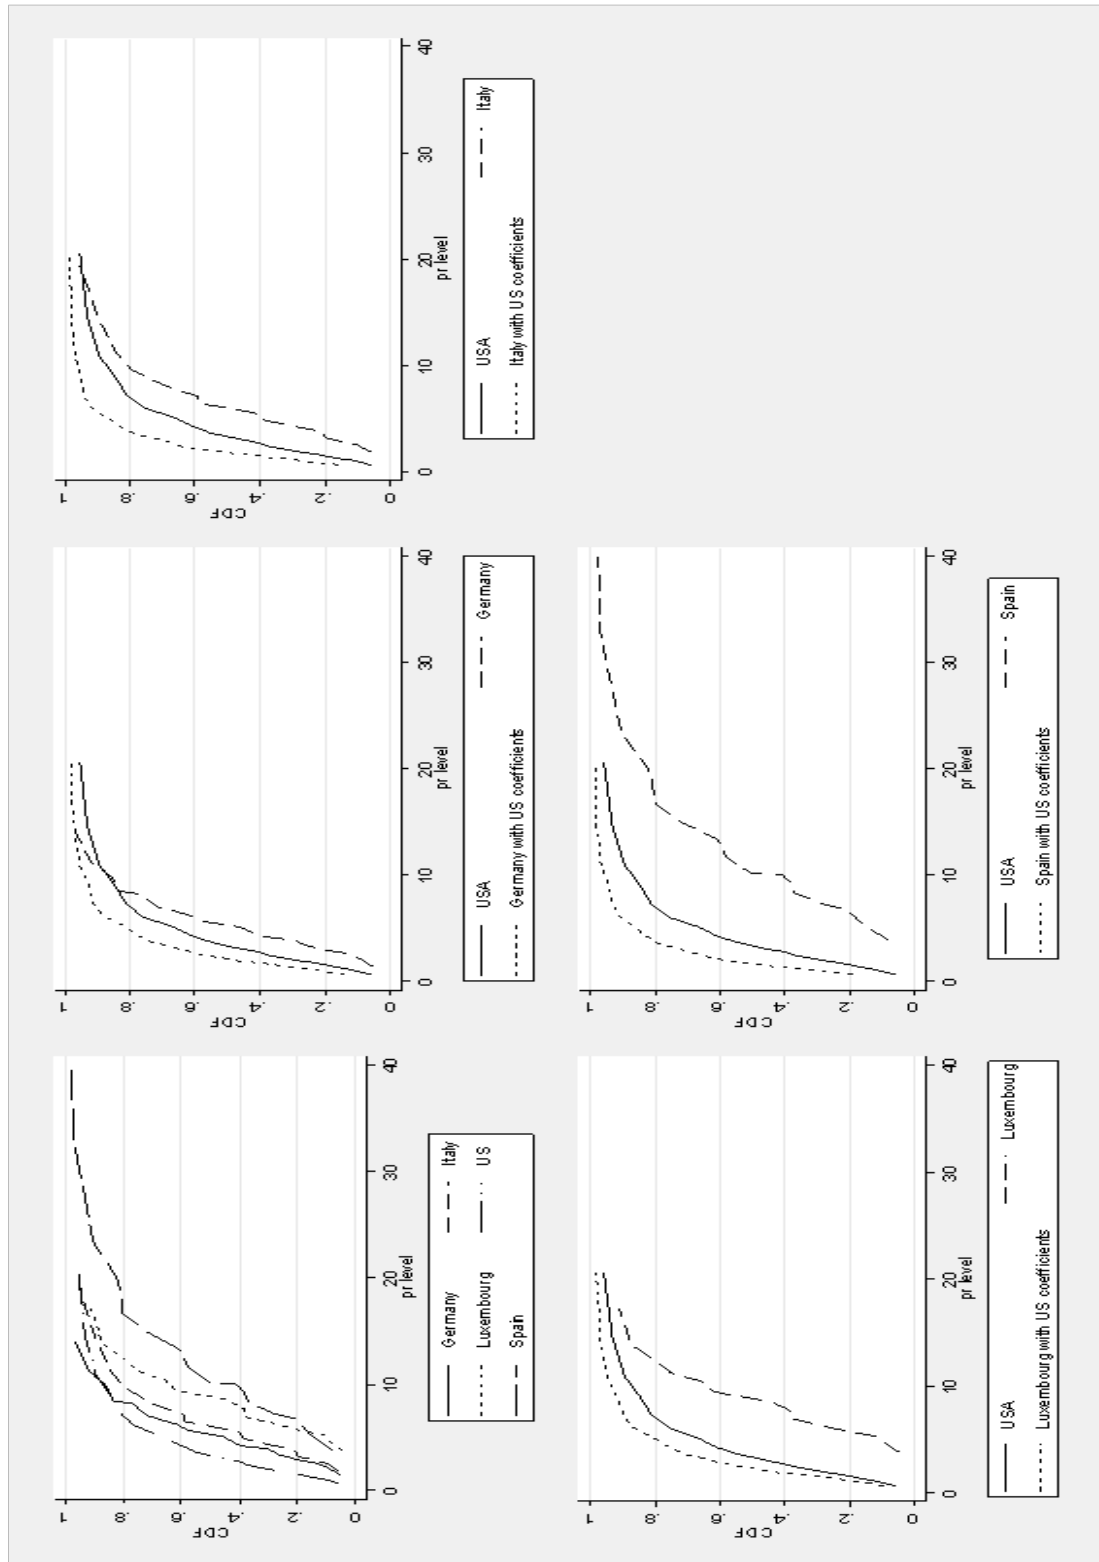 CDF
1
.8
.6
.4
.2
0
0 10 20 30 40
pr level
Germany Italy
Luxembourg US
Spain
CDF
1
.8
.6
.4
.2
0
0 10 20 30 40
pr level
USA Germany
Germany with US coefficients
CDF
1
.8
.6
.4
.2
0
0 10 20 30 40
pr level
USA Italy
Italy with US coefficients
CDF
1
.8
.6
.4
.2
0
0 10 20 30 40
pr level
USA Luxembourg
Luxembourg with US coefficients
CDF
1
.8
.6
.4
.2
0
0 10 20 30 40
pr level
USA Spain
Spain with US coefficients